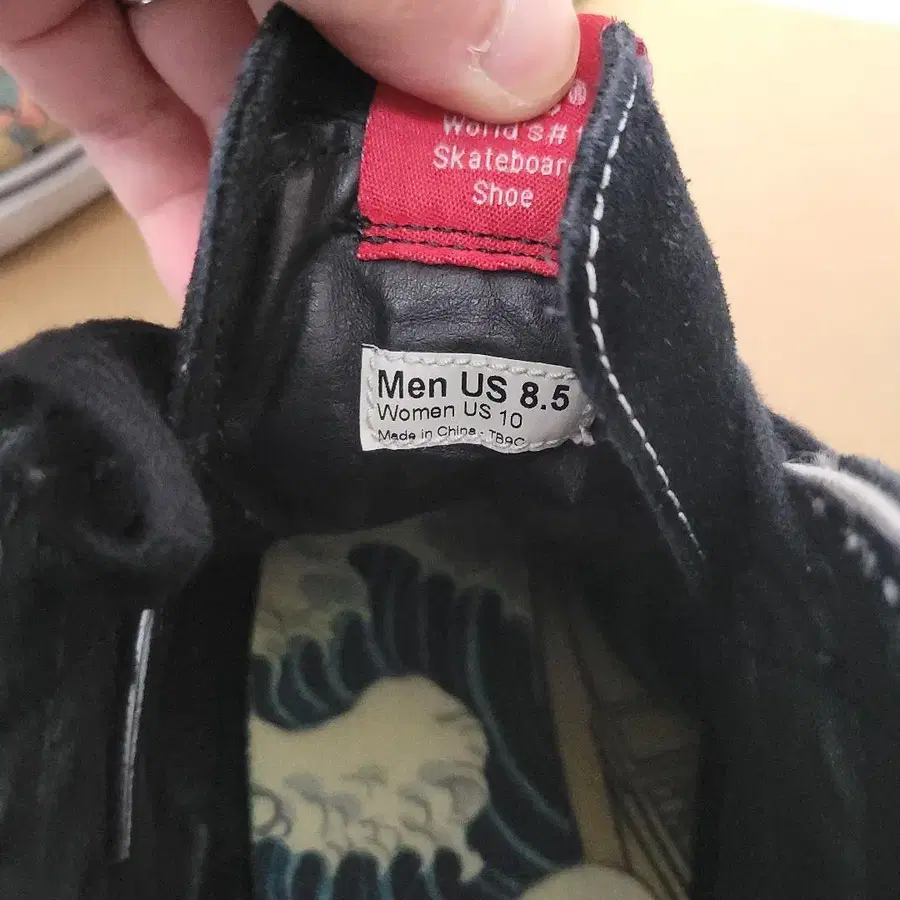 ®
World's # 1
Skateboard
Shoe
Men US 8.5
Women US 10
Made in China - TB9C